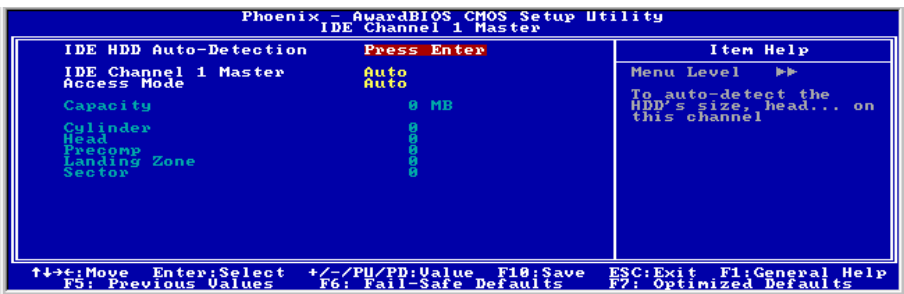 Phoenix - AwardBIOS CMOS Setup Utility
IDE Channel 1 Master
IDE HDD Auto-Detection Press Enter
Item Help
IDE Channel 1 Master Auto
Access Mode Auto
Menu Level ▶▶
To auto-detect the
HDD's size, head... on
this channel
Capacity 0 MB
Cylinder 0
Head 0
Precomp 0
Landing Zone 0
Sector 0
↑↓→←:Move Enter:Select +/-/PU/PD:Value F10:Save ESC:Exit F1:General Help
F5: Previous Values F6: Fail-Safe Defaults F7: Optimized Defaults